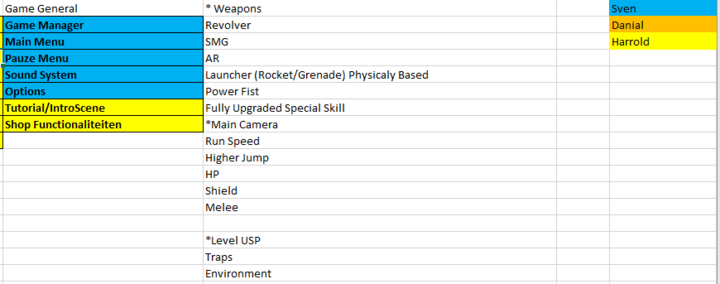 Game General * Weapons Sven
Game Manager Revolver Danial
Main Menu SMG Harrold
Pauze Menu AR
Sound System Launcher (Rocket/Grenade) Physicaly Based
Options Power Fist
Tutorial/IntroScene Fully Upgraded Special Skill
Shop Functionaliteiten *Main Camera
Run Speed
Higher Jump
HP
Shield
Melee
*Level USP
Traps
Environment